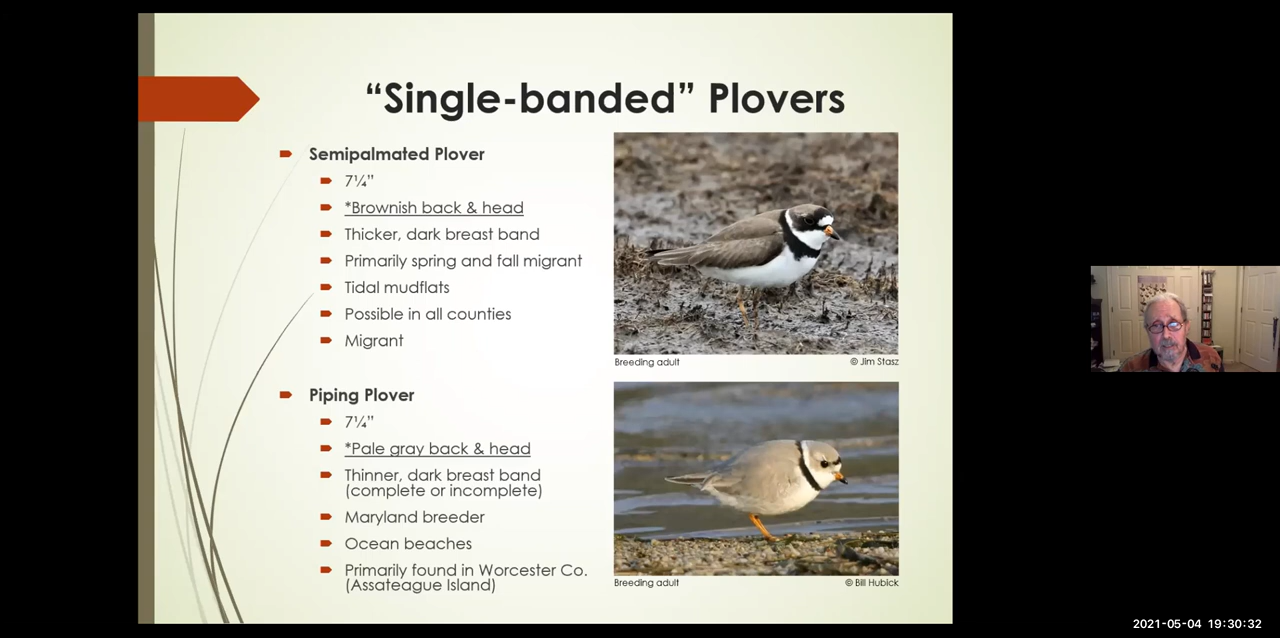 “Single-banded” Plovers
Semipalmated Plover
7¼”
*Brownish back & head
Thicker, dark breast band
Primarily spring and fall migrant
Tidal mudflats
Possible in all counties
Migrant
Breeding adult © Jim Stasz
Piping Plover
7¼”
*Pale gray back & head
Thinner, dark breast band
(complete or incomplete)
Maryland breeder
Ocean beaches
Primarily found in Worcester Co.
(Assateague Island)
Breeding adult © Bill Hubick
2021-05-04 19:30:32